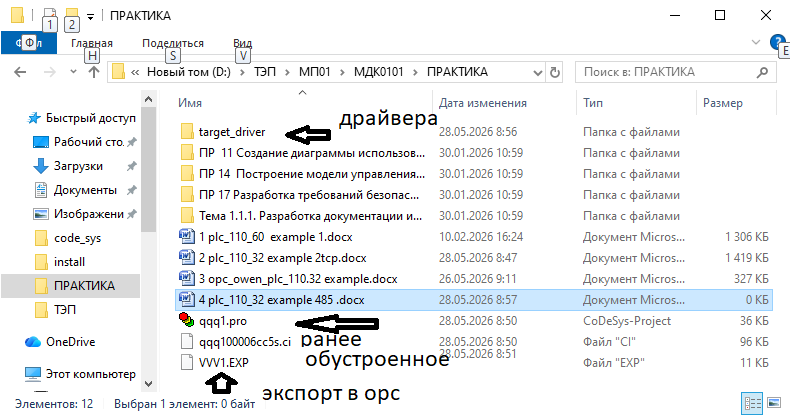 ПРАКТИКА
1
2
Фай
Ф
Главная
Поделиться
Вид
H
S
V
E
« Новый том (D:) > ТЭП > МП01 > МДК0101 > ПРАКТИКА
Поиск в: ПРАКТИКА
Имя Дата изменения Тип Размер
Быстрый доступ
Рабочий сто.
Загрузки
Документы
Изображени
code_sys
install
ПРАКТИКА
ТЭП
OneDrive
Этот компьютер
target_driver 28.05.2026 8:56 Папка с файлами
драйвера
ПР 11 Создание диаграммы использов... 30.01.2026 10:59 Папка с файлами
ПР 14 Построение модели управления... 30.01.2026 10:59 Папка с файлами
ПР 17 Разработка требований безопас... 30.01.2026 10:59 Папка с файлами
Тема 1.1.1. Разработка документации и... 30.01.2026 10:59 Папка с файлами
1 plc_110_60 example 1.docx 10.02.2026 16:24 Документ Micros... 1 306 КБ
2 plc_110_32 example 2tcp.docx 28.05.2026 8:47 Документ Micros... 1 419 КБ
3 opc_owen_plc_110.32 example.docx 26.05.2026 9:11 Документ Micros... 327 КБ
4 plc_110_32 example 485 .docx 28.05.2026 8:57 Документ Micros... 0 КБ
qqq1.pro 28.05.2026 8:50 CoDeSys-Project 36 КБ
qqq100006cc5s.ci 28.05.2026 8:50 Файл "CI" 96 КБ
ранее
обустроенное
VVV1.EXP 28.05.2026 8:51 Файл "EXP" 11 КБ
экспорт в орс
Элементов: 12 Выбран 1 элемент: 0 байт